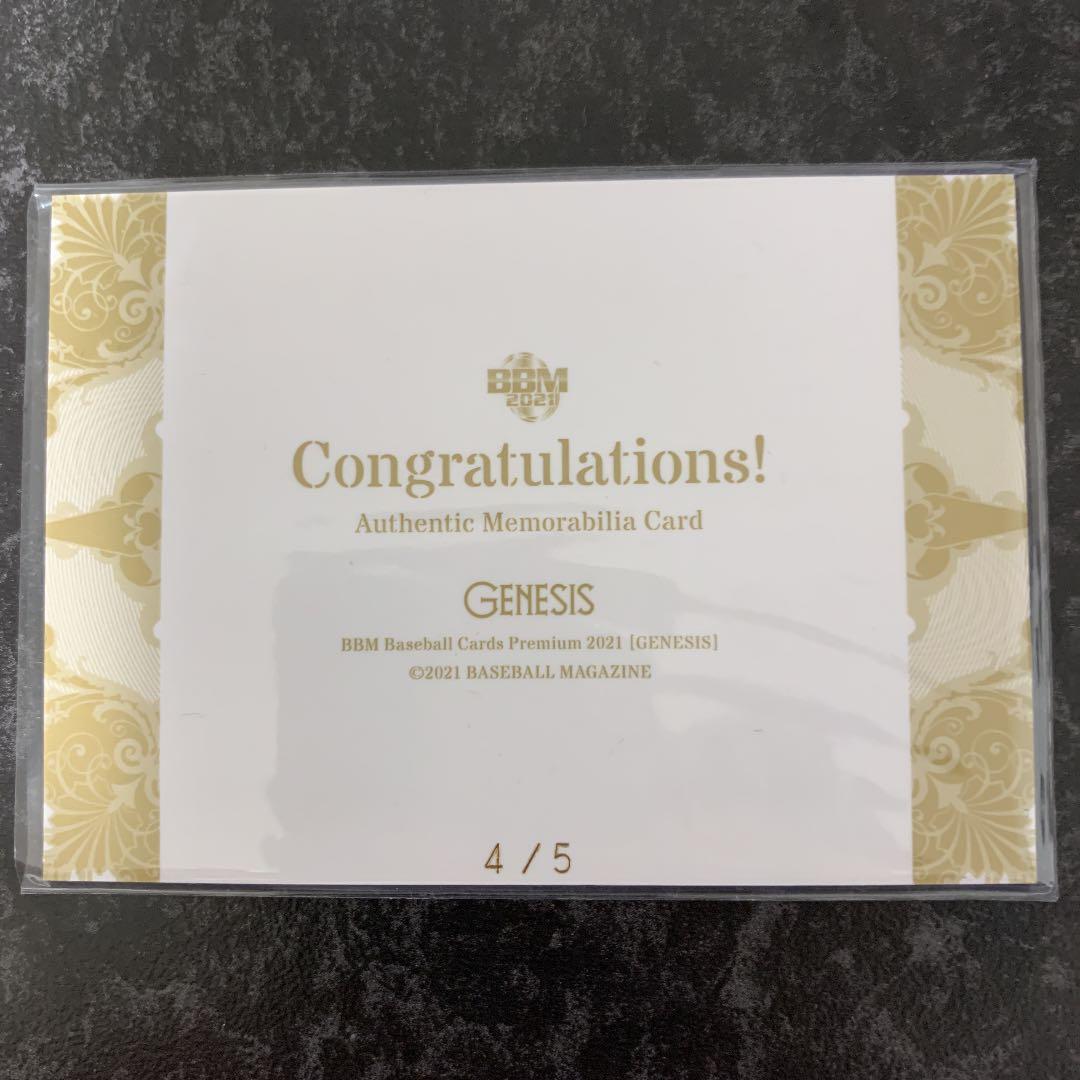 BBM
2021
Congratulations!
Authentic Memorabilia Card
GENESIS
BBM Baseball Cards Premium 2021 [GENESIS]
©2021 BASEBALL MAGAZINE
4 / 5